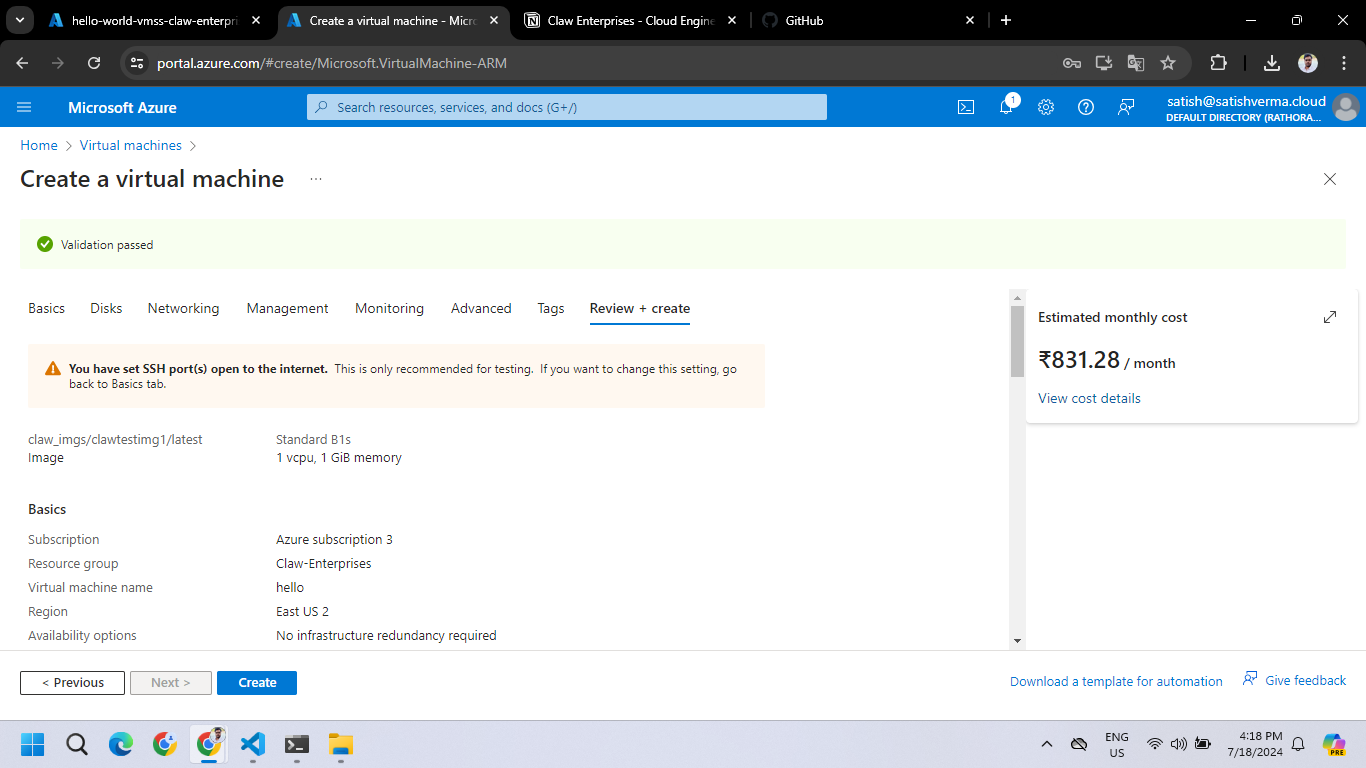 hello-world-vmss-claw-enterpri
Create a virtual machine - Micro
Claw Enterprises - Cloud Engine
GitHub
portal.azure.com/#create/Microsoft.VirtualMachine-ARM
Microsoft Azure
Search resources, services, and docs (G+/)
1
satish@satishverma.cloud
DEFAULT DIRECTORY (RATHORA...
Home > Virtual machines >
Create a virtual machine ...
Validation passed
Basics Disks Networking Management Monitoring Advanced Tags Review + create
You have set SSH port(s) open to the internet. This is only recommended for testing. If you want to change this setting, go
back to Basics tab.
claw_imgs/clawtestimg1/latest Standard B1s
Image 1 vcpu, 1 GiB memory
Basics
Subscription Azure subscription 3
Resource group Claw-Enterprises
Virtual machine name hello
Region East US 2
Availability options No infrastructure redundancy required
Estimated monthly cost
₹831.28 / month
View cost details
< Previous Next > Create
Download a template for automation Give feedback
ENG
US
4:18 PM
7/18/2024
PRE